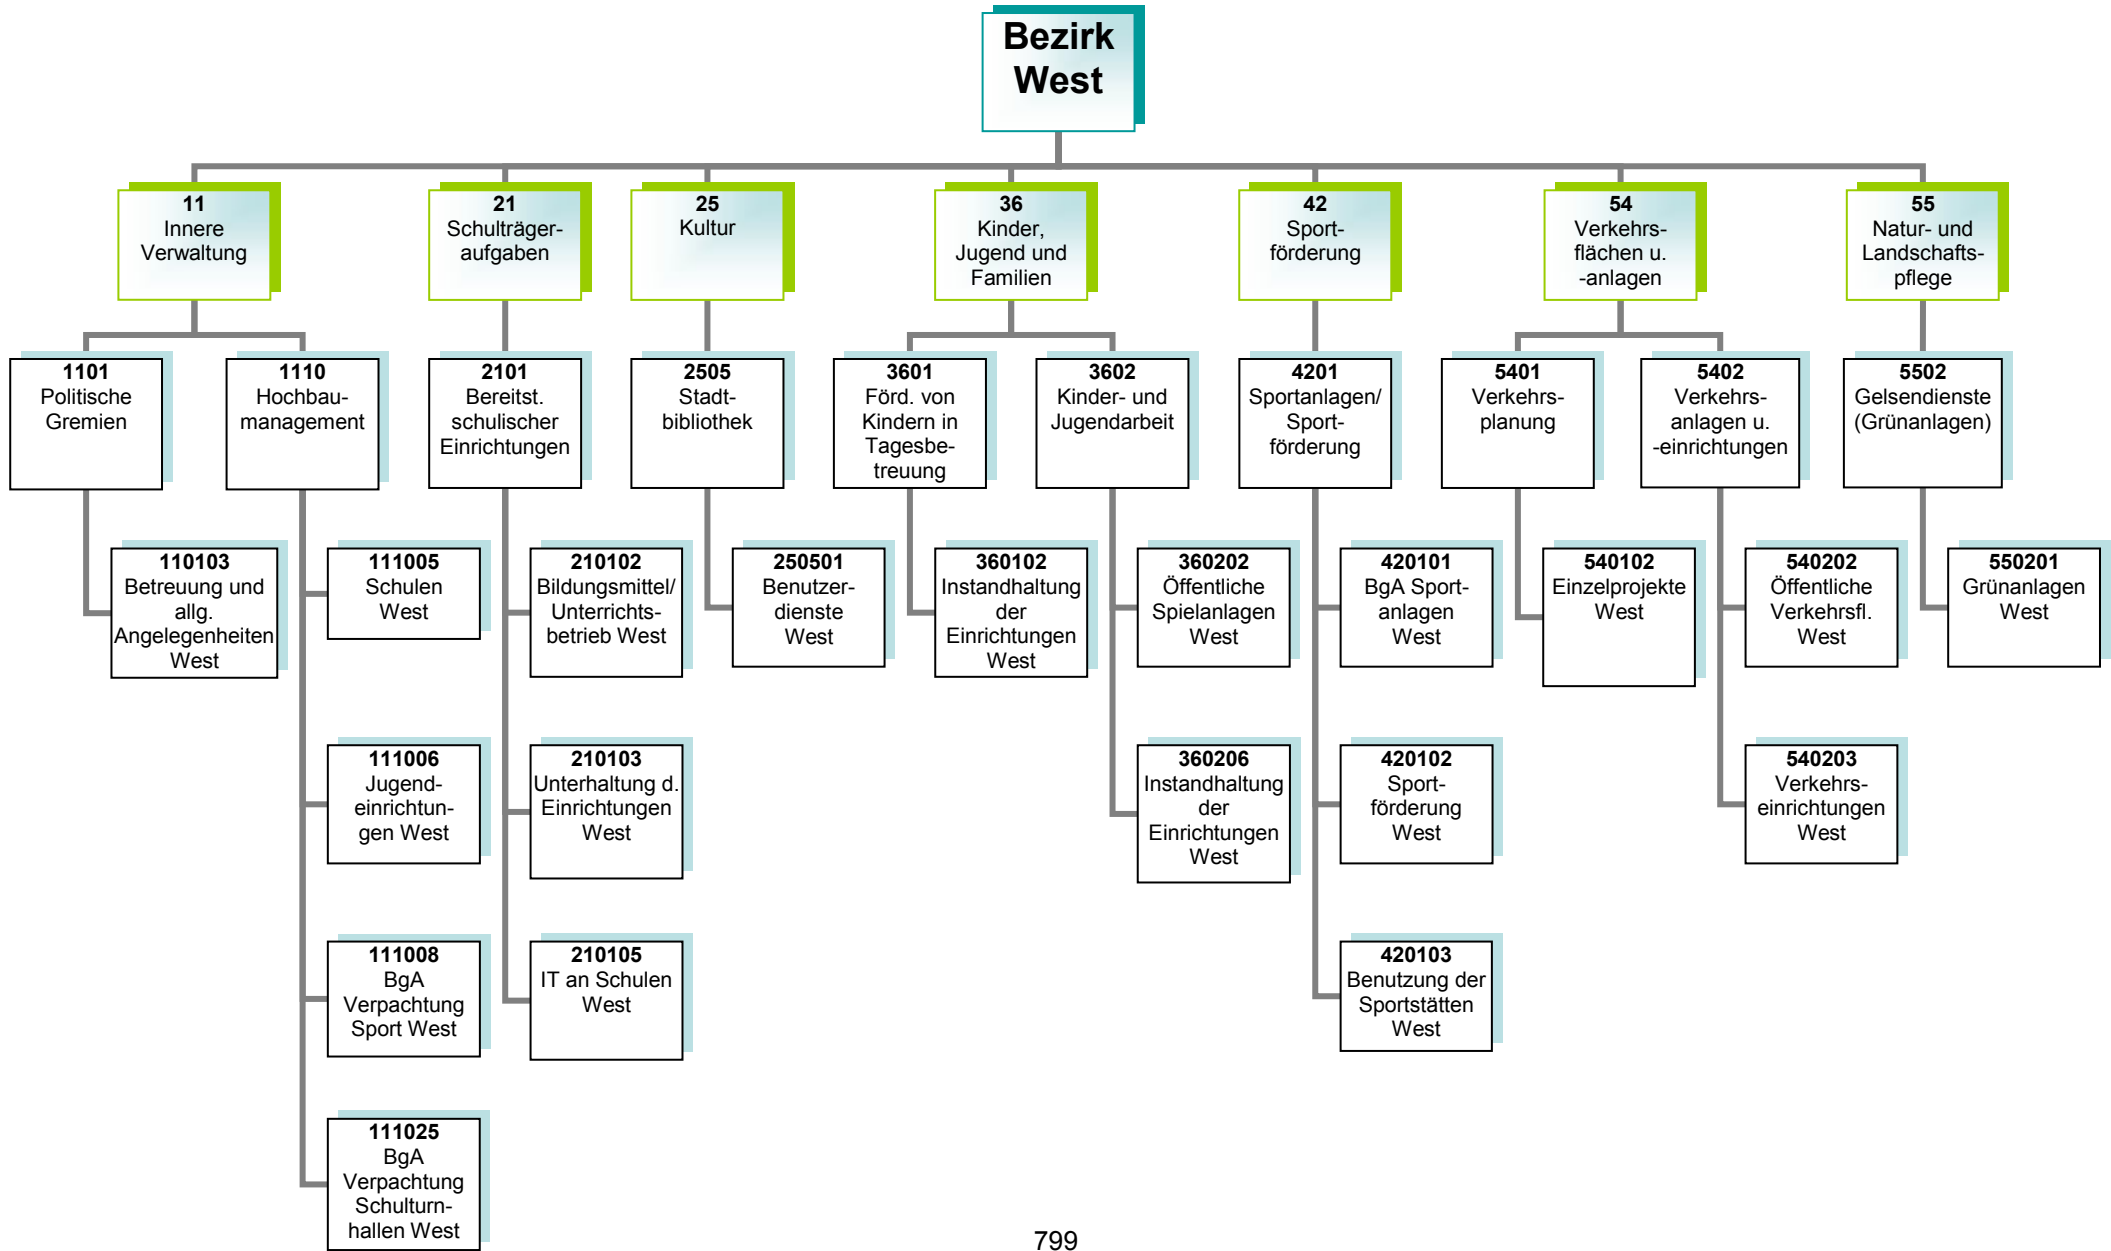 Bezirk
West
11
Innere
Verwaltung
21
Schulträger-
aufgaben
25
Kultur
36
Kinder,
Jugend und
Familien
42
Sport-
förderung
54
Verkehrs-
flächen u.
-anlagen
55
Natur- und
Landschafts-
pflege
1101
Politische
Gremien
1110
Hochbau-
management
2101
Bereitst.
schulischer
Einrichtungen
2505
Stadt-
bibliothek
3601
Förd. von
Kindern in
Tagesbe-
treuung
3602
Kinder- und
Jugendarbeit
4201
Sportanlagen/
Sport-
förderung
5401
Verkehrs-
planung
5402
Verkehrs-
anlagen u.
-einrichtungen
5502
Gelsendienste
(Grünanlagen)
110103
Betreuung und
allg.
Angelegenheiten
West
111005
Schulen
West
210102
Bildungsmittel/
Unterrichts-
betrieb West
250501
Benutzer-
dienste
West
360102
Instandhaltung
der
Einrichtungen
West
360202
Öffentliche
Spielanlagen
West
420101
BgA Sport-
anlagen
West
540102
Einzelprojekte
West
540202
Öffentliche
Verkehrsfl.
West
550201
Grünanlagen
West
111006
Jugend-
einrichtun-
gen West
210103
Unterhaltung d.
Einrichtungen
West
360206
Instandhaltung
der
Einrichtungen
West
420102
Sport-
förderung
West
540203
Verkehrs-
einrichtungen
West
111008
BgA
Verpachtung
Sport West
210105
IT an Schulen
West
420103
Benutzung der
Sportstätten
West
111025
BgA
Verpachtung
Schulturn-
hallen West
799